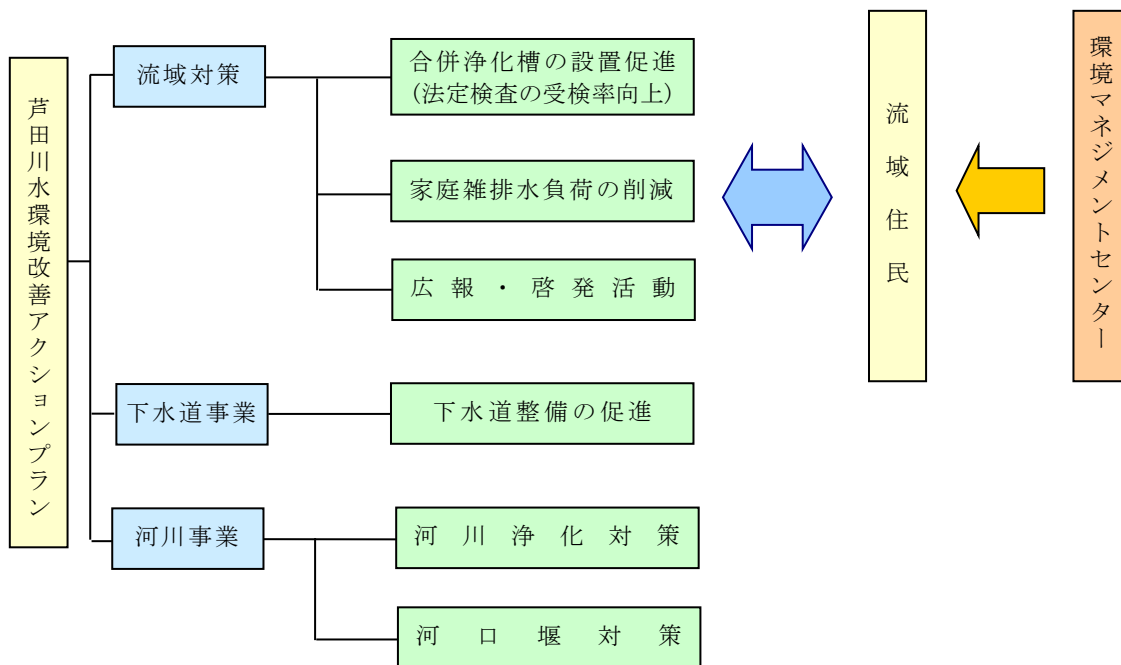 芦田川水環境改善アクションプラン
流域対策
合併浄化槽の設置促進
(法定検査の受検率向上)
家庭雑排水負荷の削減
広報・啓発活動
下水道事業
下水道整備の促進
河川事業
河川浄化対策
河口堰対策
流域住民
環境マネジメントセンター